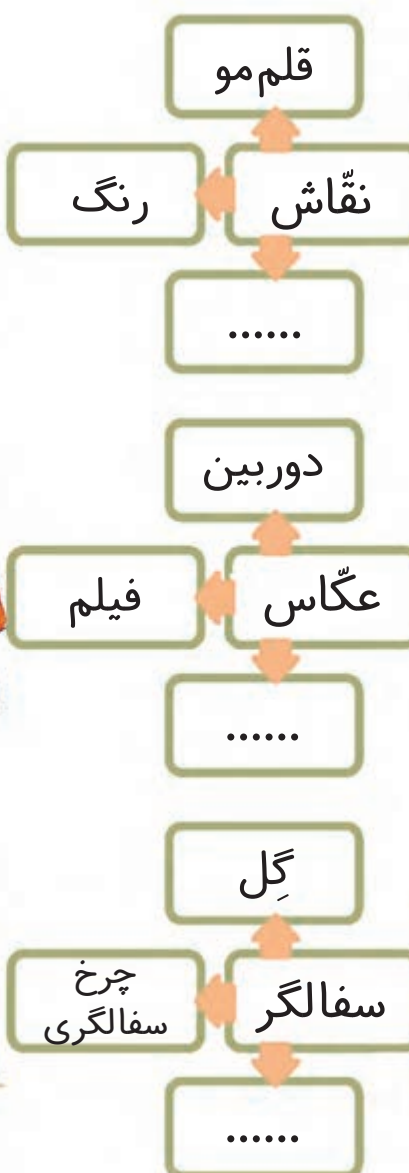 قلم‌مو
نقّاش
رنگ
......
دوربین
عکّاس
فیلم
......
گِل
سفالگر
چرخ
سفالگری
......